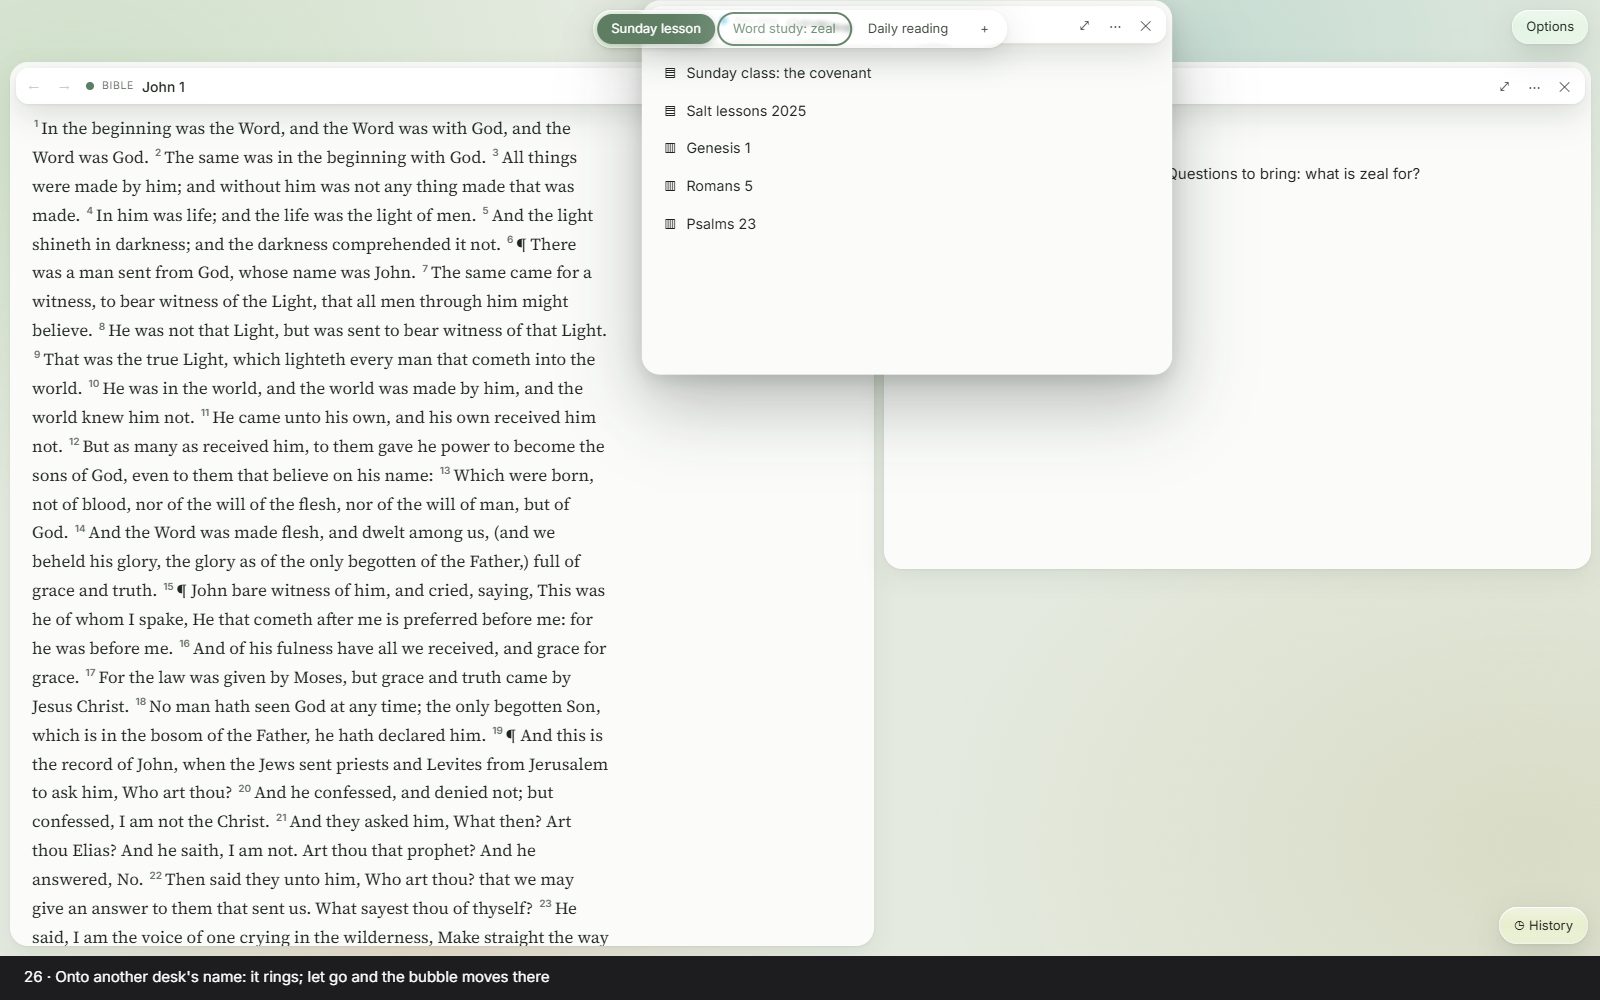 Sunday lesson
Word study: zeal
Daily reading
+
Options
← → BIBLE John 1
1 In the beginning was the Word, and the Word was with God, and the
Word was God. 2 The same was in the beginning with God. 3 All things
were made by him; and without him was not any thing made that was
made. 4 In him was life; and the life was the light of men. 5 And the light
shineth in darkness; and the darkness comprehended it not. 6 ¶ There
was a man sent from God, whose name was John. 7 The same came for a
witness, to bear witness of the Light, that all men through him might
believe. 8 He was not that Light, but was sent to bear witness of that Light.
9 That was the true Light, which lighteth every man that cometh into the
world. 10 He was in the world, and the world was made by him, and the
world knew him not. 11 He came unto his own, and his own received him
not. 12 But as many as received him, to them gave he power to become the
sons of God, even to them that believe on his name: 13 Which were born,
not of blood, nor of the will of the flesh, nor of the will of man, but of
God. 14 And the Word was made flesh, and dwelt among us, (and we
beheld his glory, the glory as of the only begotten of the Father,) full of
grace and truth. 15 ¶ John bare witness of him, and cried, saying, This was
he of whom I spake, He that cometh after me is preferred before me: for
he was before me. 16 And of his fulness have all we received, and grace for
grace. 17 For the law was given by Moses, but grace and truth came by
Jesus Christ. 18 No man hath seen God at any time; the only begotten Son,
which is in the bosom of the Father, he hath declared him. 19 ¶ And this is
the record of John, when the Jews sent priests and Levites from Jerusalem
to ask him, Who art thou? 20 And he confessed, and denied not; but
confessed, I am not the Christ. 21 And they asked him, What then? Art
thou Elias? And he saith, I am not. Art thou that prophet? And he
answered, No. 22 Then said they unto him, Who art thou? that we may
give an answer to them that sent us. What sayest thou of thyself? 23 He
said, I am the voice of one crying in the wilderness, Make straight the way
Sunday class: the covenant
Salt lessons 2025
Genesis 1
Romans 5
Psalms 23
Questions to bring: what is zeal for?
History
26 · Onto another desk's name: it rings; let go and the bubble moves there